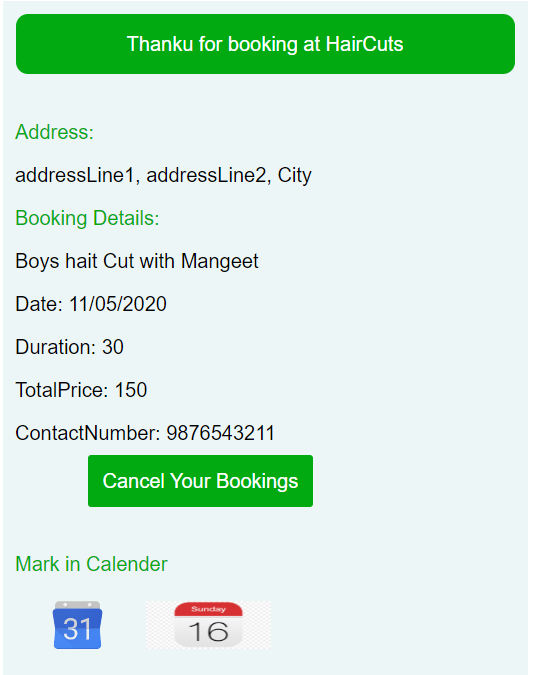 Thanku for booking at HairCuts
Address:
addressLine1, addressLine2, City
Booking Details:
Boys hait Cut with Mangeet
Date: 11/05/2020
Duration: 30
TotalPrice: 150
ContactNumber: 9876543211
Cancel Your Bookings
Mark in Calender
31
Sunday
16